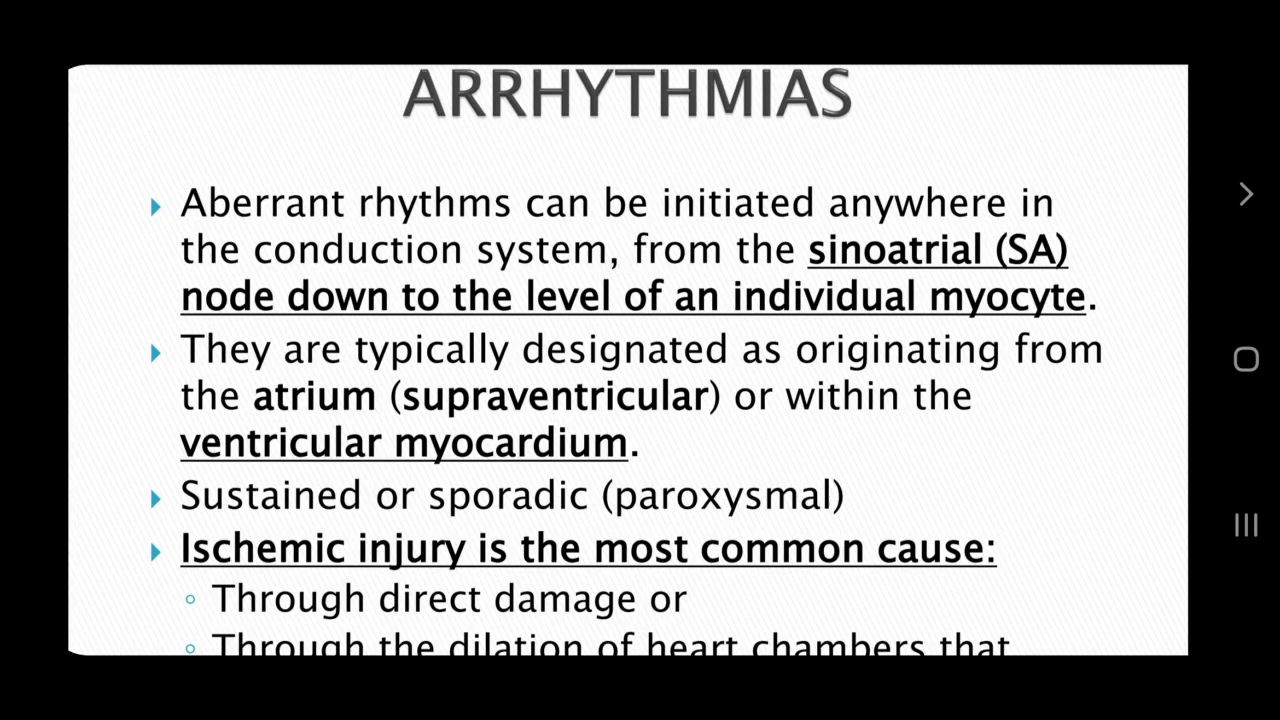 ARRHYTHMIAS
Aberrant rhythms can be initiated anywhere in
the conduction system, from the sinoatrial (SA)
node down to the level of an individual myocyte.
They are typically designated as originating from
the atrium (supraventricular) or within the
ventricular myocardium.
Sustained or sporadic (paroxysmal)
Ischemic injury is the most common cause:
Through direct damage or
Through the dilation of heart chambers that